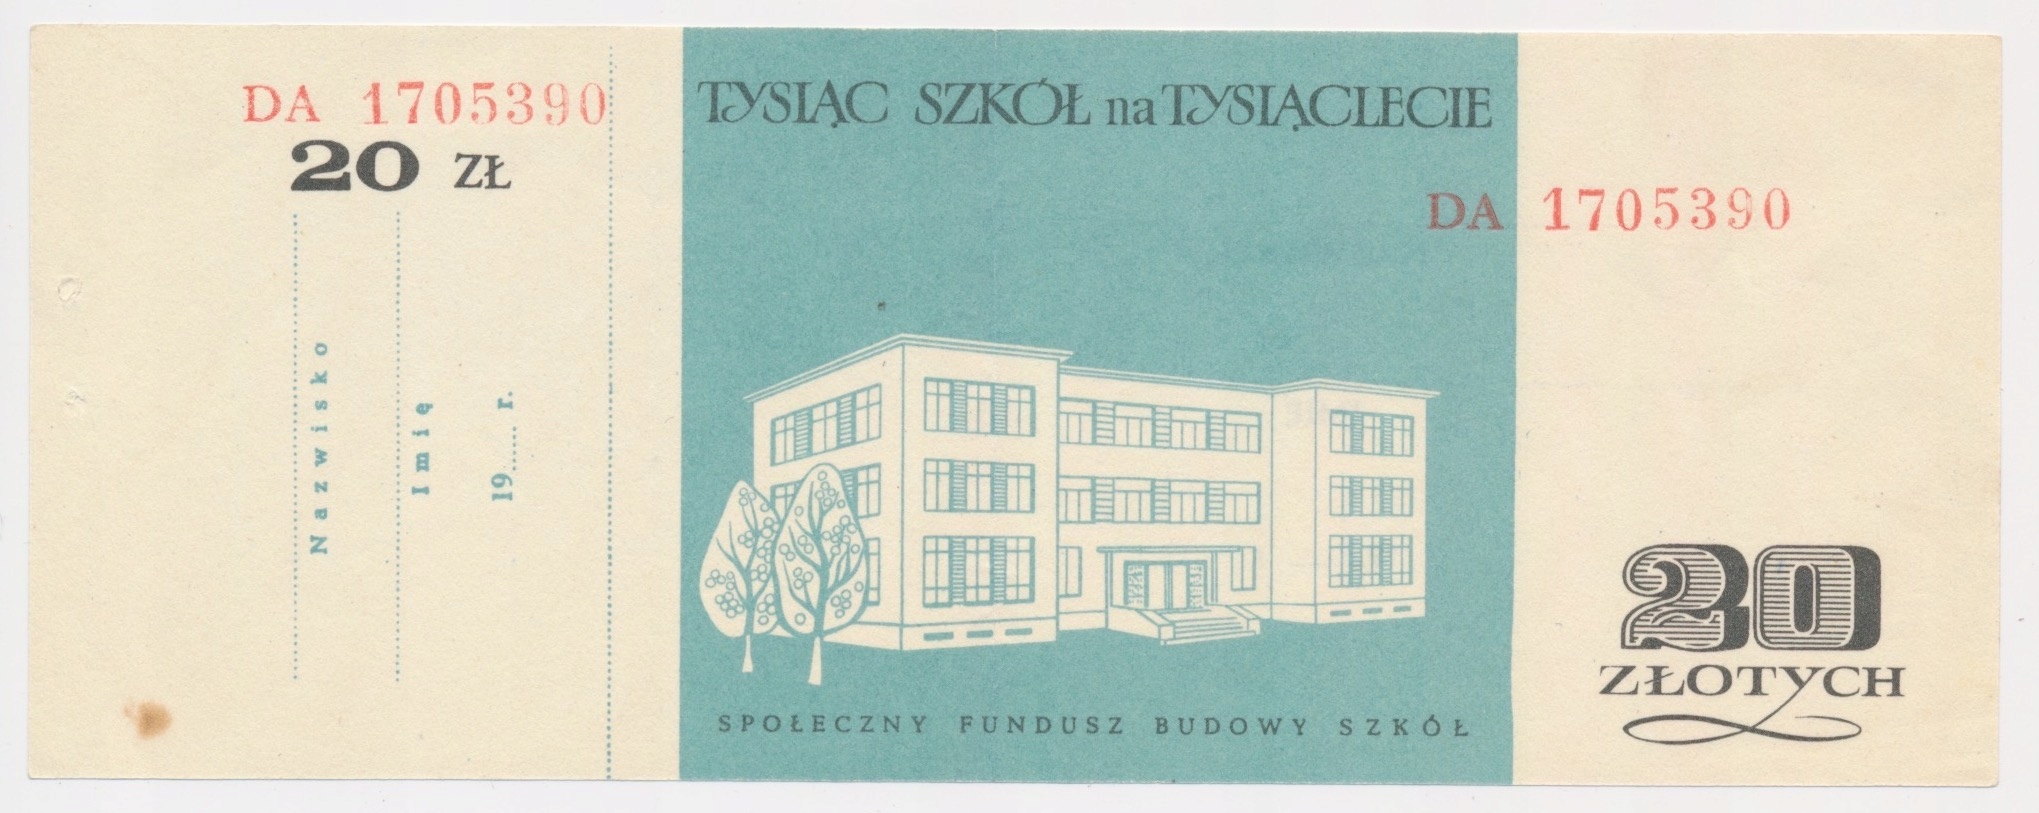 DA 1705390
20 ZŁ
Nazwisko
Imię
19..... r.
TYSIĄC SZKÓŁ na TYSIĄCLECIE
DA 1705390
SPOŁECZNY FUNDUSZ BUDOWY SZKÓŁ
20
ZŁOTYCH